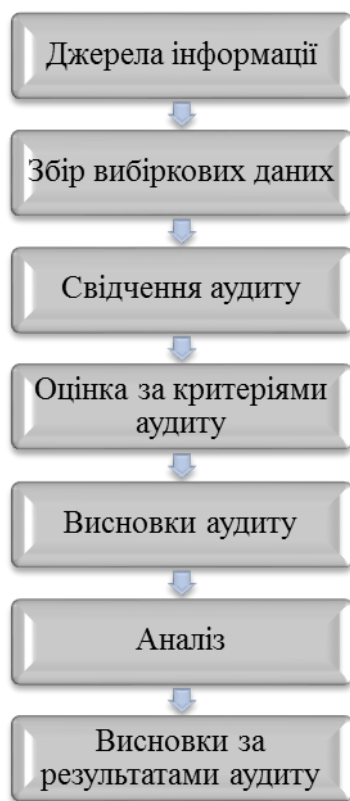 Джерела інформації
Збір вибіркових даних
Свідчення аудиту
Оцінка за критеріями
аудиту
Висновки аудиту
Аналіз
Висновки за
результатами аудиту